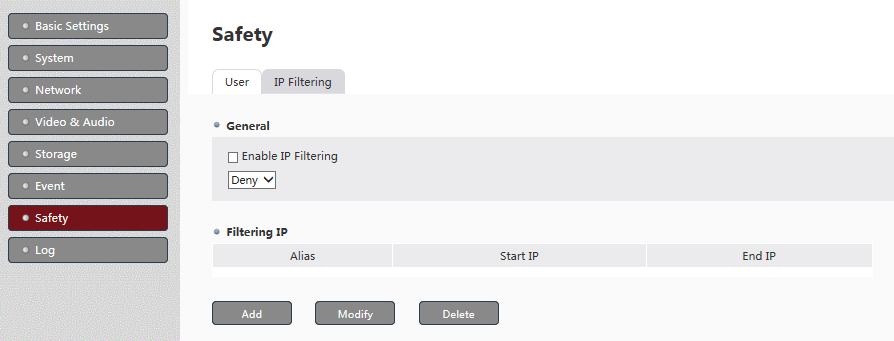 Basic Settings
System
Network
Video & Audio
Storage
Event
Safety
Log
Safety
User IP Filtering
General
Enable IP Filtering
Deny
Filtering IP
Alias Start IP End IP
Add Modify Delete